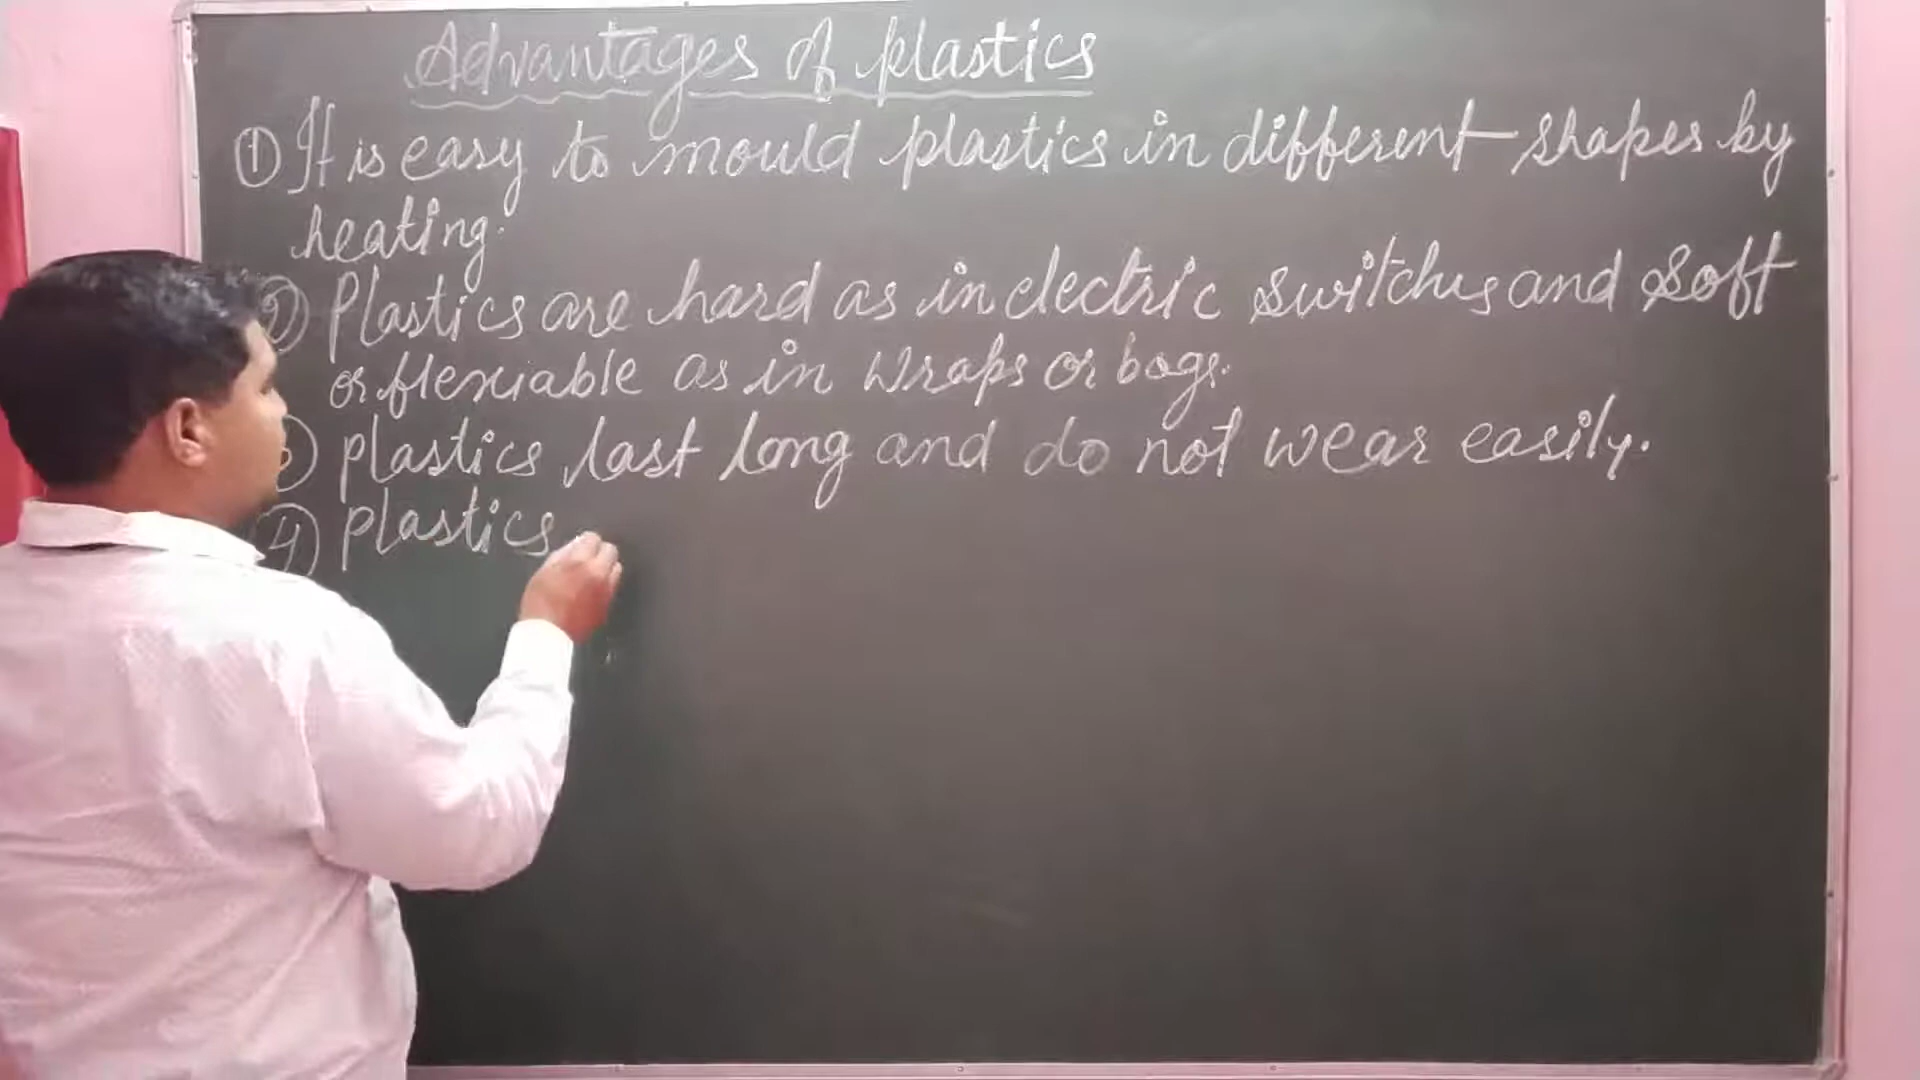 Advantages of plastics
① It is easy to mould plastics in different shapes by
heating.
② Plastics are hard as in electric switches and soft
or flexiable as in wraps or bags.
③ plastics last long and do not wear easily.
④ plastics